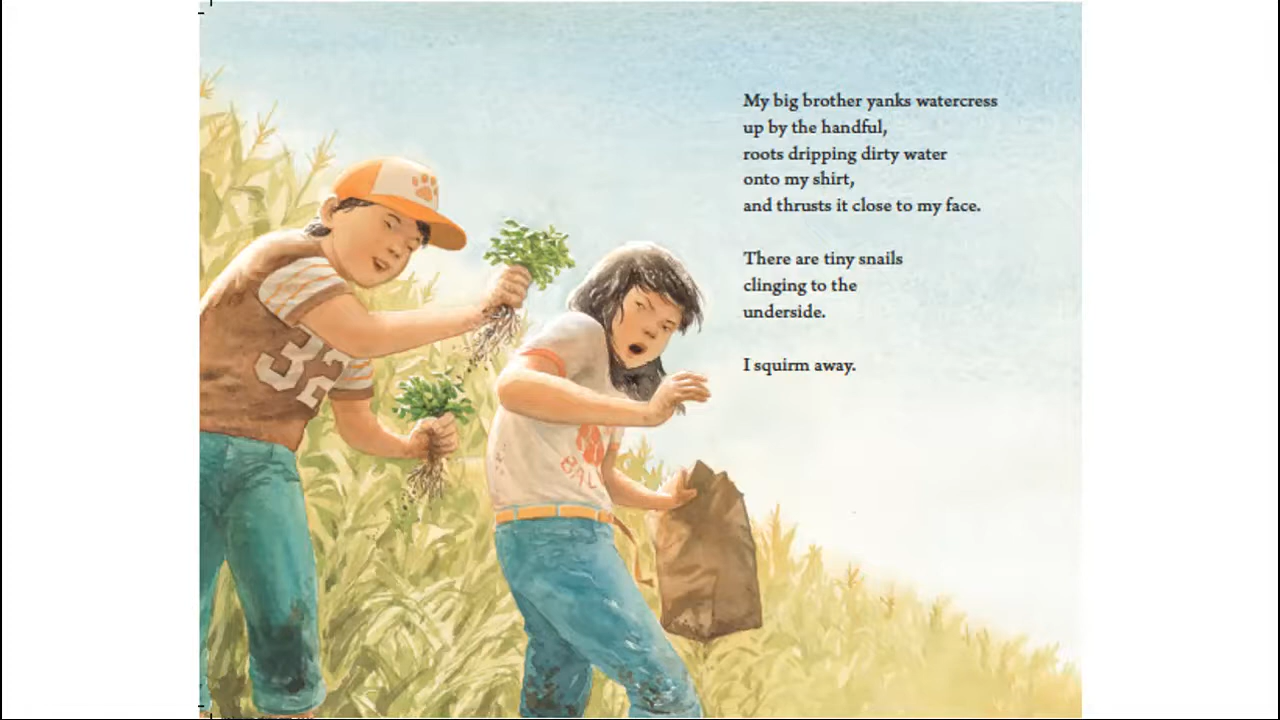 My big brother yanks watercress
up by the handful,
roots dripping dirty water
onto my shirt,
and thrusts it close to my face.
There are tiny snails
clinging to the
underside.
I squirm away.
32
BAL